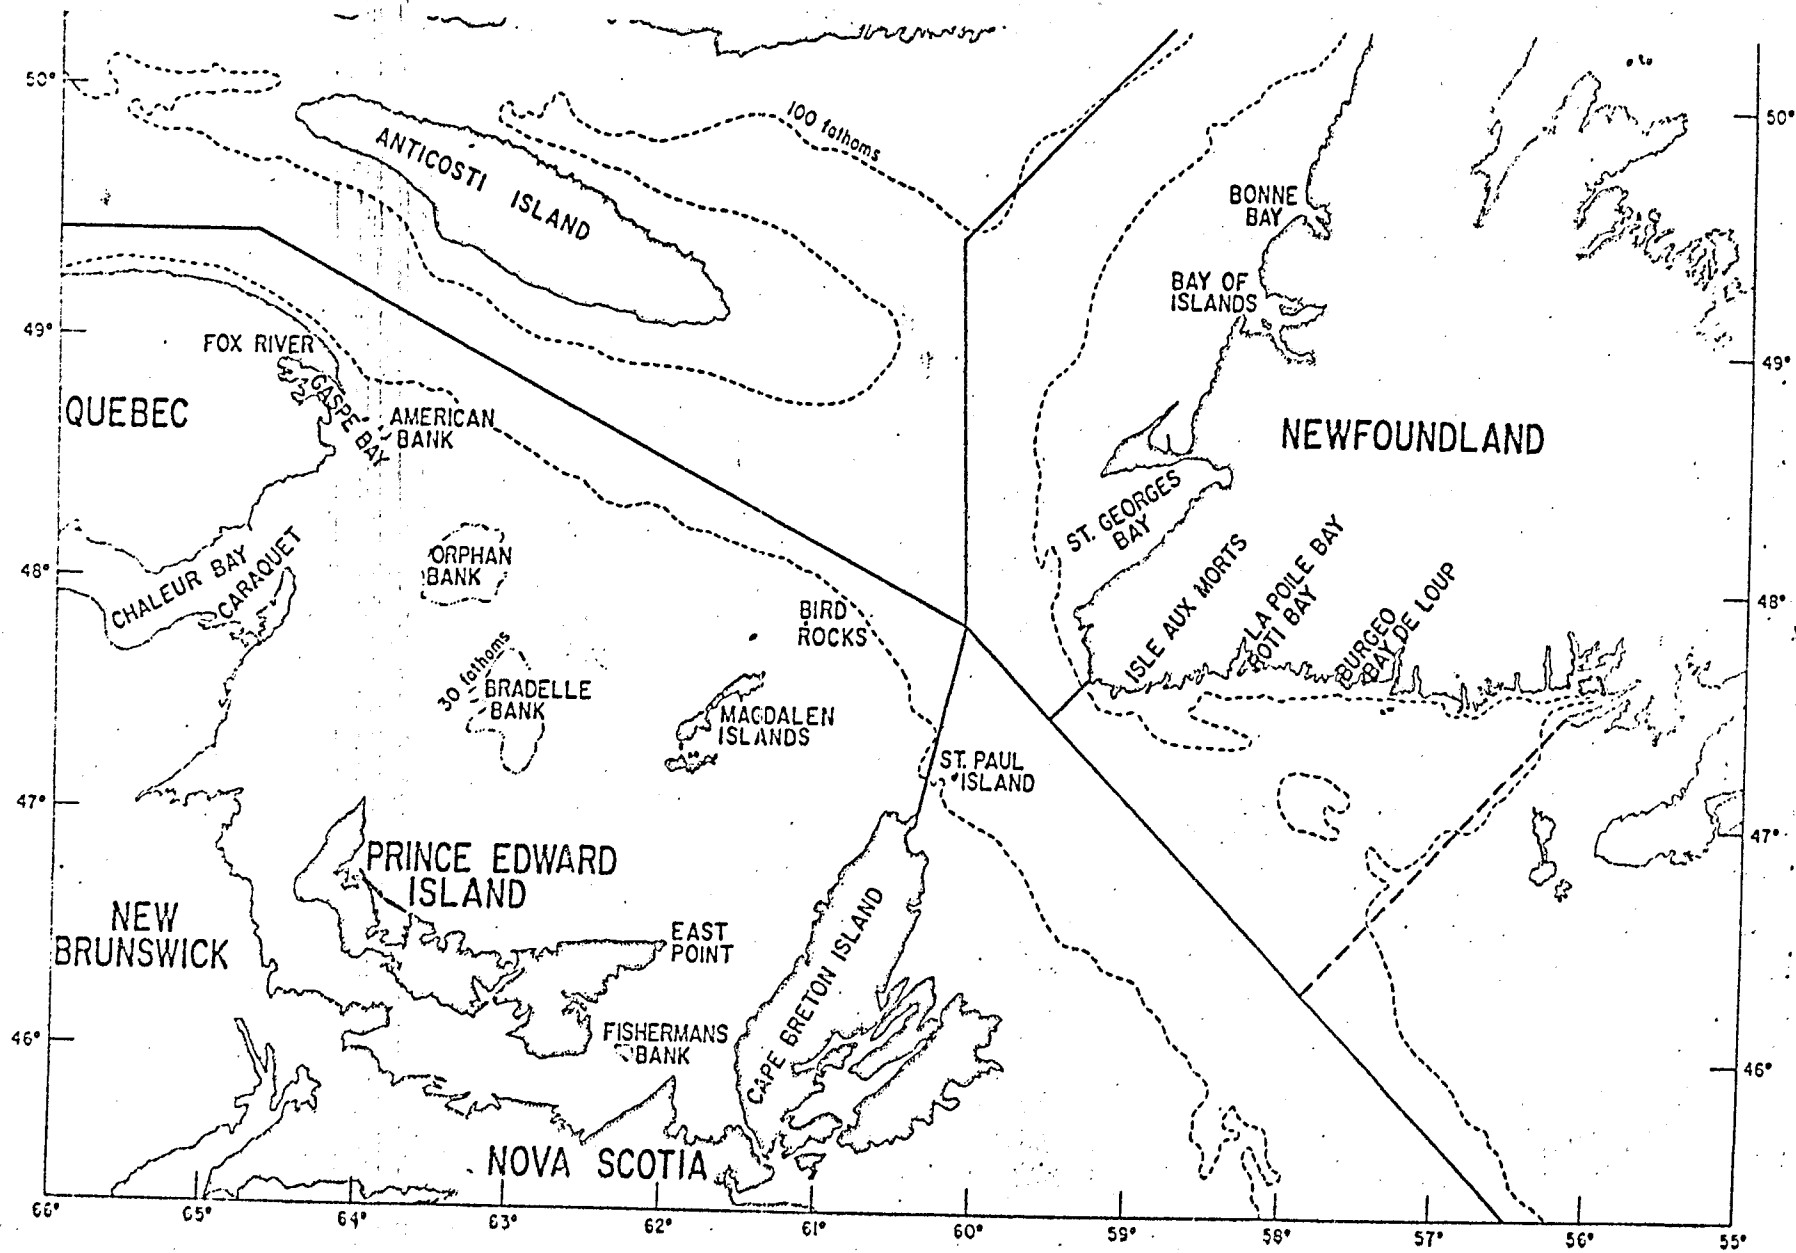 50°
100 fathoms
50°
ANTICOSTI ISLAND
BONNE
BAY
BAY OF
ISLANDS
49°
FOX RIVER
49°
GASPE BAY
QUEBEC
AMERICAN
BANK
NEWFOUNDLAND
ST. GEORGES
BAY
ORPHAN
BANK
48°
CHALEUR BAY
CARAQUET
BIRD
ROCKS
ISLE AUX MORTS
LA POILE BAY
ROTI BAY
BURGEO
BAY DE LOUP
48°
30 fathoms
BRADELLE
BANK
MAGDALEN
ISLANDS
ST. PAUL
ISLAND
47°
47°
PRINCE EDWARD
ISLAND
NEW
BRUNSWICK
EAST
POINT
CAPE BRETON ISLAND
46°
FISHERMANS
BANK
46°
NOVA SCOTIA
66°
65°
64°
63°
62°
61°
60°
59°
58°
57°
56°
55°